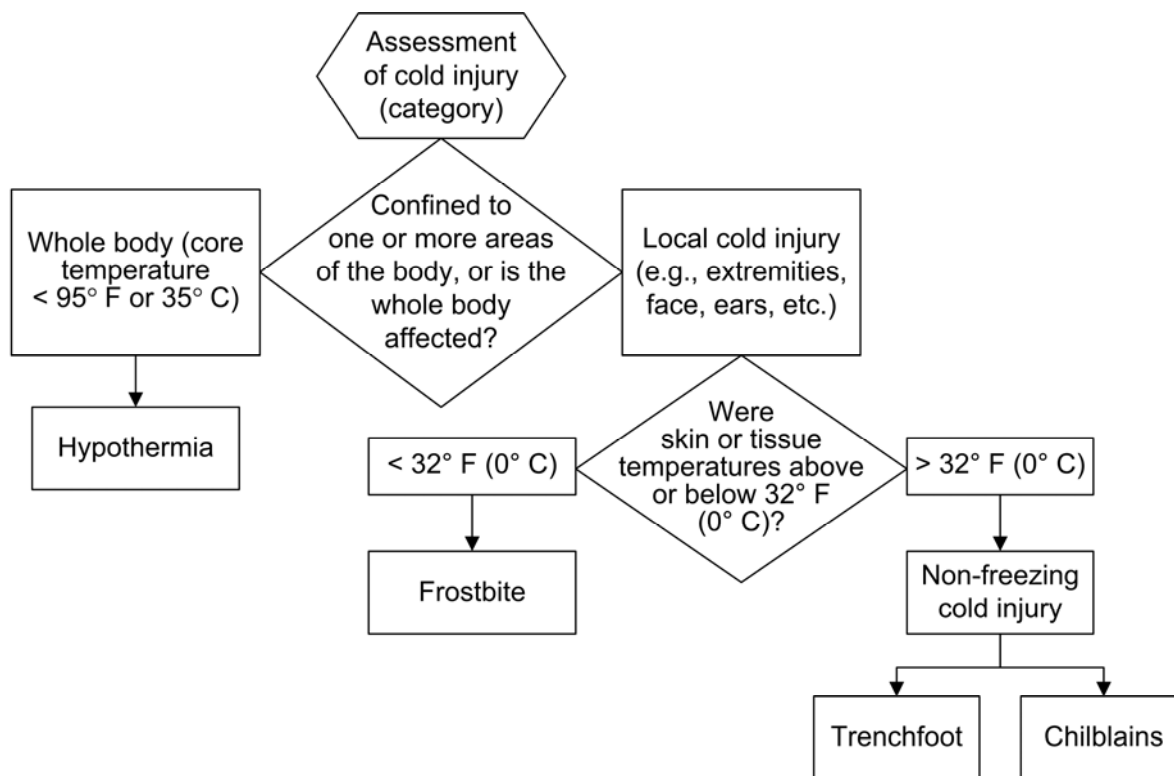 Assessment
of cold injury
(category)
Confined to
one or more areas
of the body, or is the
whole body
affected?
Whole body (core
temperature
< 95° F or 35° C)
Local cold injury
(e.g., extremities,
face, ears, etc.)
Hypothermia
Were
skin or tissue
temperatures above
or below 32° F
(0° C)?
< 32° F (0° C)
> 32° F (0° C)
Frostbite
Non-freezing
cold injury
Trenchfoot
Chilblains